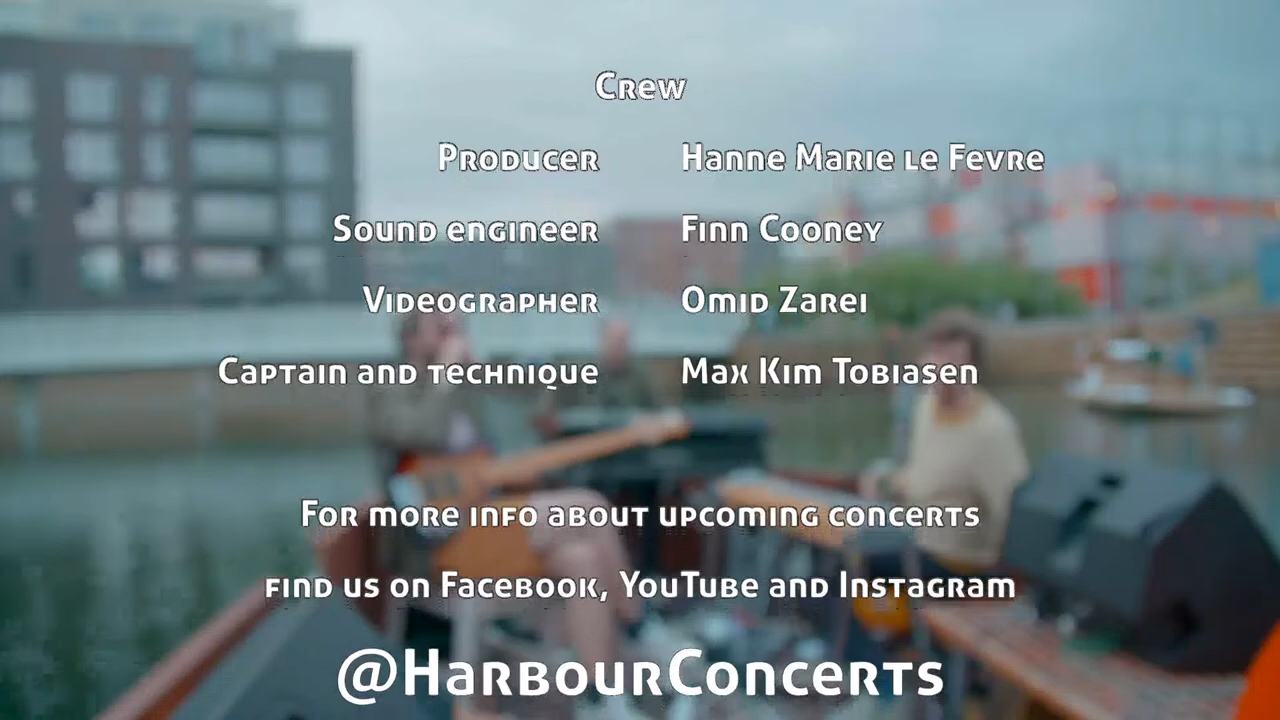 Crew
Producer Hanne Marie le Fevre
Sound engineer Finn Cooney
Videographer Omid Zarei
Captain and technique Max Kim Tobiasen
For more info about upcoming concerts
find us on Facebook, YouTube and Instagram
@HarbourConcerts